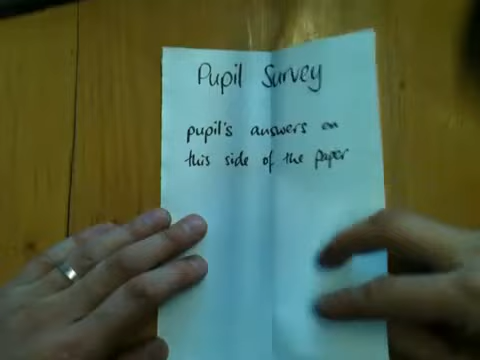 Pupil Survey
pupil's answers on
this side of the paper